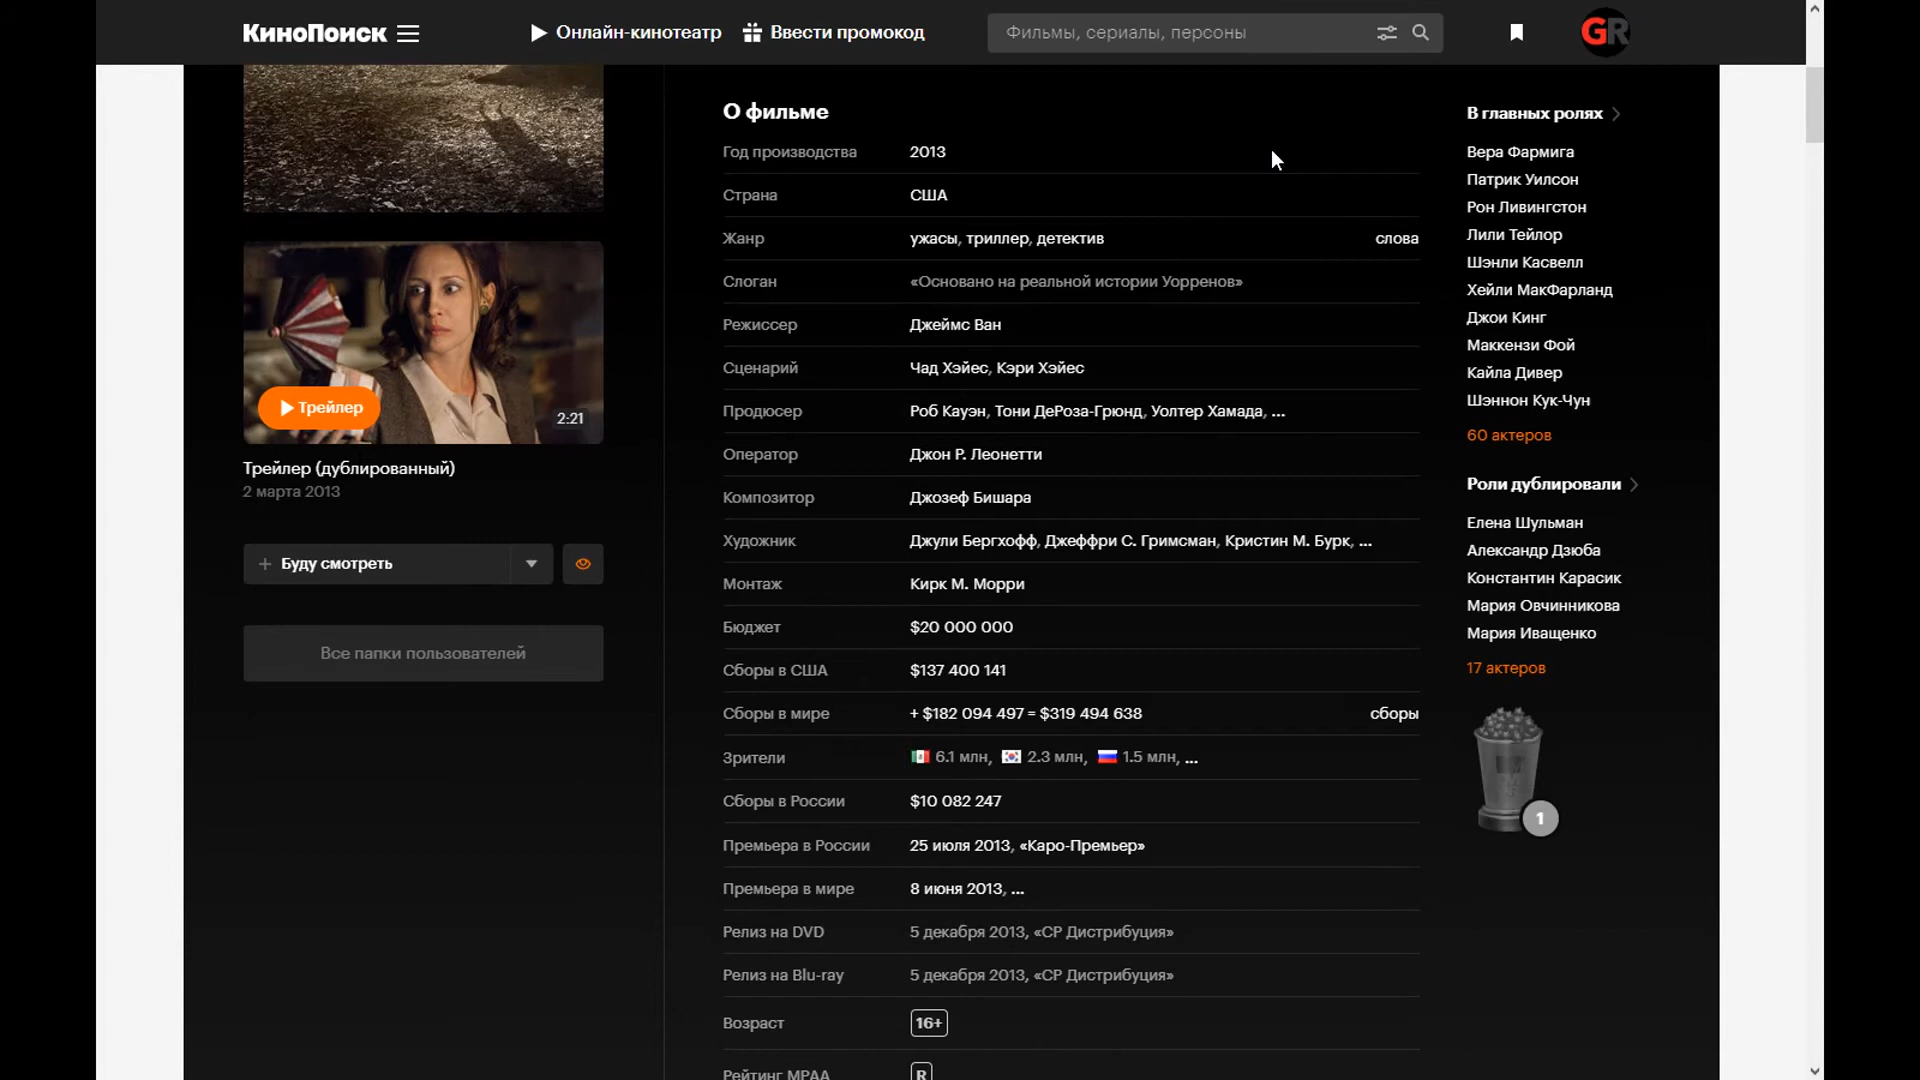 КиноПоиск
Онлайн-кинотеатр
Ввести промокод
Фильмы, сериалы, персоны
GR
Трейлер
2:21
Трейлер (дублированный)
2 марта 2013
+ Буду смотреть
Все папки пользователей
О фильме
Год производства 2013
Страна США
Жанр ужасы, триллер, детектив слова
Слоган «Основано на реальной истории Уорренов»
Режиссер Джеймс Ван
Сценарий Чад Хэйес, Кэри Хэйес
Продюсер Роб Кауэн, Тони ДеРоза-Грюнд, Уолтер Хамада, ...
Оператор Джон Р. Леонетти
Композитор Джозеф Бишара
Художник Джули Бергхофф, Джеффри С. Гримсман, Кристин М. Бурк, ...
Монтаж Кирк М. Морри
Бюджет $20 000 000
Сборы в США $137 400 141
Сборы в мире + $182 094 497 = $319 494 638 сборы
Зрители 6.1 млн, 2.3 млн, 1.5 млн, ...
Сборы в России $10 082 247
Премьера в России 25 июля 2013, «Каро-Премьер»
Премьера в мире 8 июня 2013, ...
Релиз на DVD 5 декабря 2013, «СР Дистрибуция»
Релиз на Blu-ray 5 декабря 2013, «СР Дистрибуция»
Возраст 16+
Рейтинг MPAA R
В главных ролях
Вера Фармига
Патрик Уилсон
Рон Ливингстон
Лили Тейлор
Шэнли Касвелл
Хейли МакФарланд
Джои Кинг
Маккензи Фой
Кайла Дивер
Шэннон Кук-Чун
60 актеров
Роли дублировали
Елена Шульман
Александр Дзюба
Константин Карасик
Мария Овчинникова
Мария Иващенко
17 актеров
1